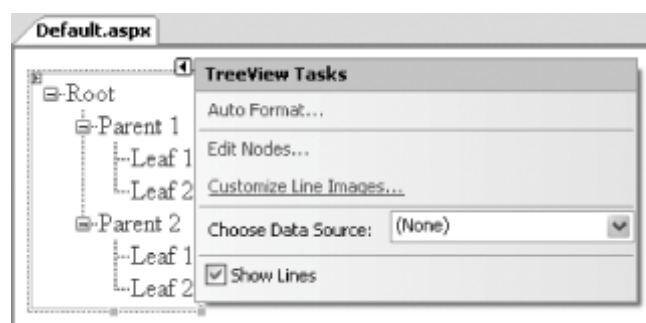 Default.aspx
Root
Parent 1
Leaf 1
Leaf 2
Parent 2
Leaf 1
Leaf 2
TreeView Tasks
Auto Format...
Edit Nodes...
Customize Line Images...
Choose Data Source: (None)
Show Lines